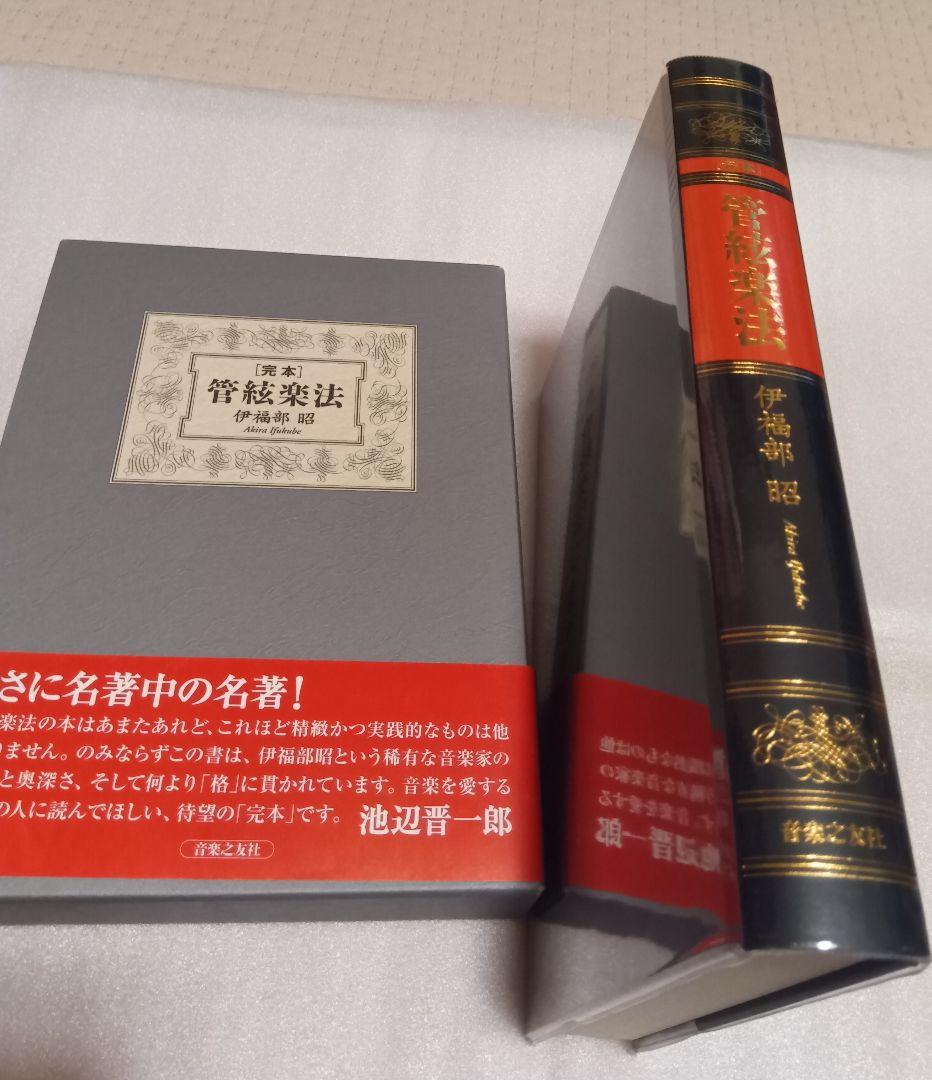 [完本]
管絃楽法
伊福部 昭
Akira Ifukube
さに名著中の名著!
楽法の本はあまたあれど、これほど精緻かつ実践的なものは他
りません。のみならずこの書は、伊福部昭という稀有な音楽家の
と奥深さ、そして何より「格」に貫かれています。音楽を愛する
の人に読んでほしい、待望の「完本」です。 池辺晋一郎
音楽之友社
管絃楽法
伊福部 昭
Akira Ifukube
音楽之友社